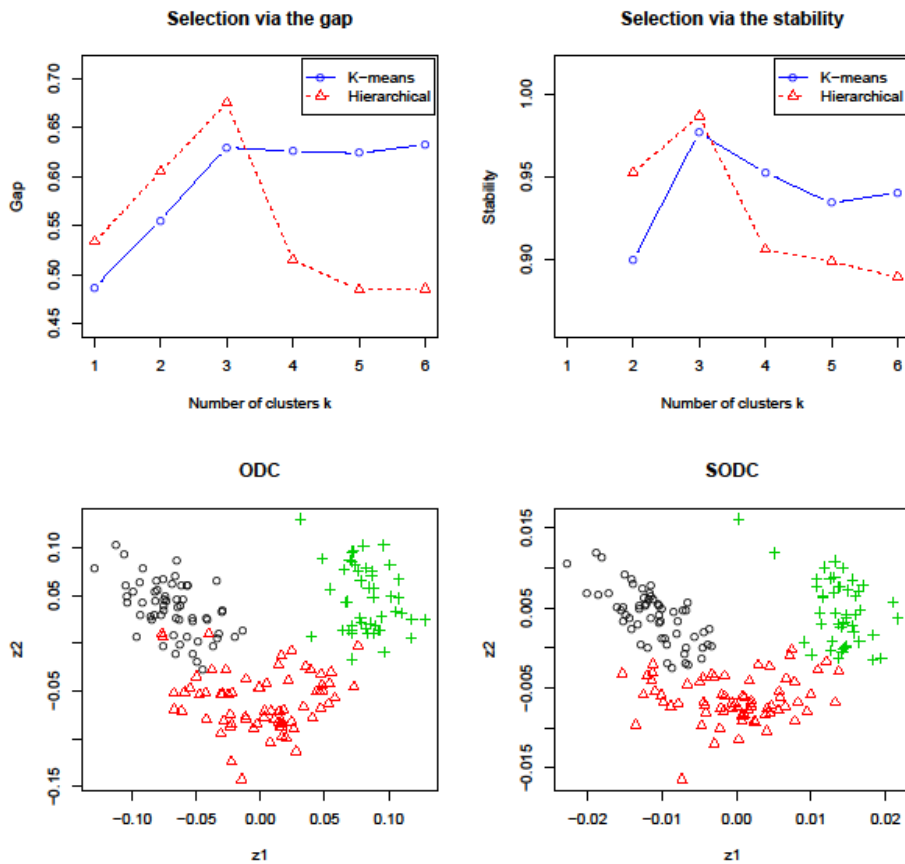 Selection via the gap
K-means
Hierarchical
Gap
0.45 0.50 0.55 0.60 0.65 0.70
1 2 3 4 5 6
Number of clusters k
Selection via the stability
K-means
Hierarchical
Stability
0.90 0.95 1.00
1 2 3 4 5 6
Number of clusters k
ODC
z2
−0.15 −0.05 0.05 0.10
−0.10 −0.05 0.00 0.05 0.10
z1
SODC
z2
−0.015 −0.005 0.005 0.015
−0.02 −0.01 0.00 0.01 0.02
z1